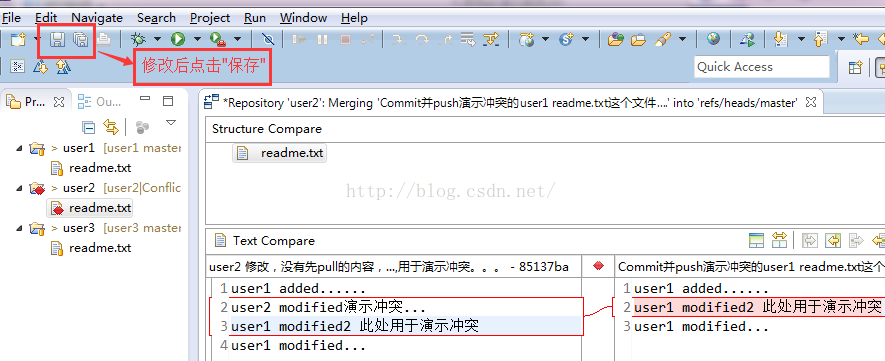 File Edit Navigate Search Project Run Window Help
修改后点击"保存"
Quick Access
Pr... Ou...
*Repository 'user2': Merging 'Commit并push演示冲突的user1 readme.txt这个文件....' into 'refs/heads/master'
Structure Compare
readme.txt
> user1 [user1 master
readme.txt
> user2 [user2|Conflic
readme.txt
> user3 [user3 master
readme.txt
http://blog.csdn.net/
Text Compare
user2 修改，没有先pull的内容，...,用于演示冲突。。。 - 85137ba
Commit并push演示冲突的user1 readme.txt这个
1 user1 added......
2 user2 modified演示冲突...
3 user1 modified2 此处用于演示冲突
4 user1 modified...
1 user1 added......
2 user1 modified2 此处用于演示冲突
3 user1 modified...